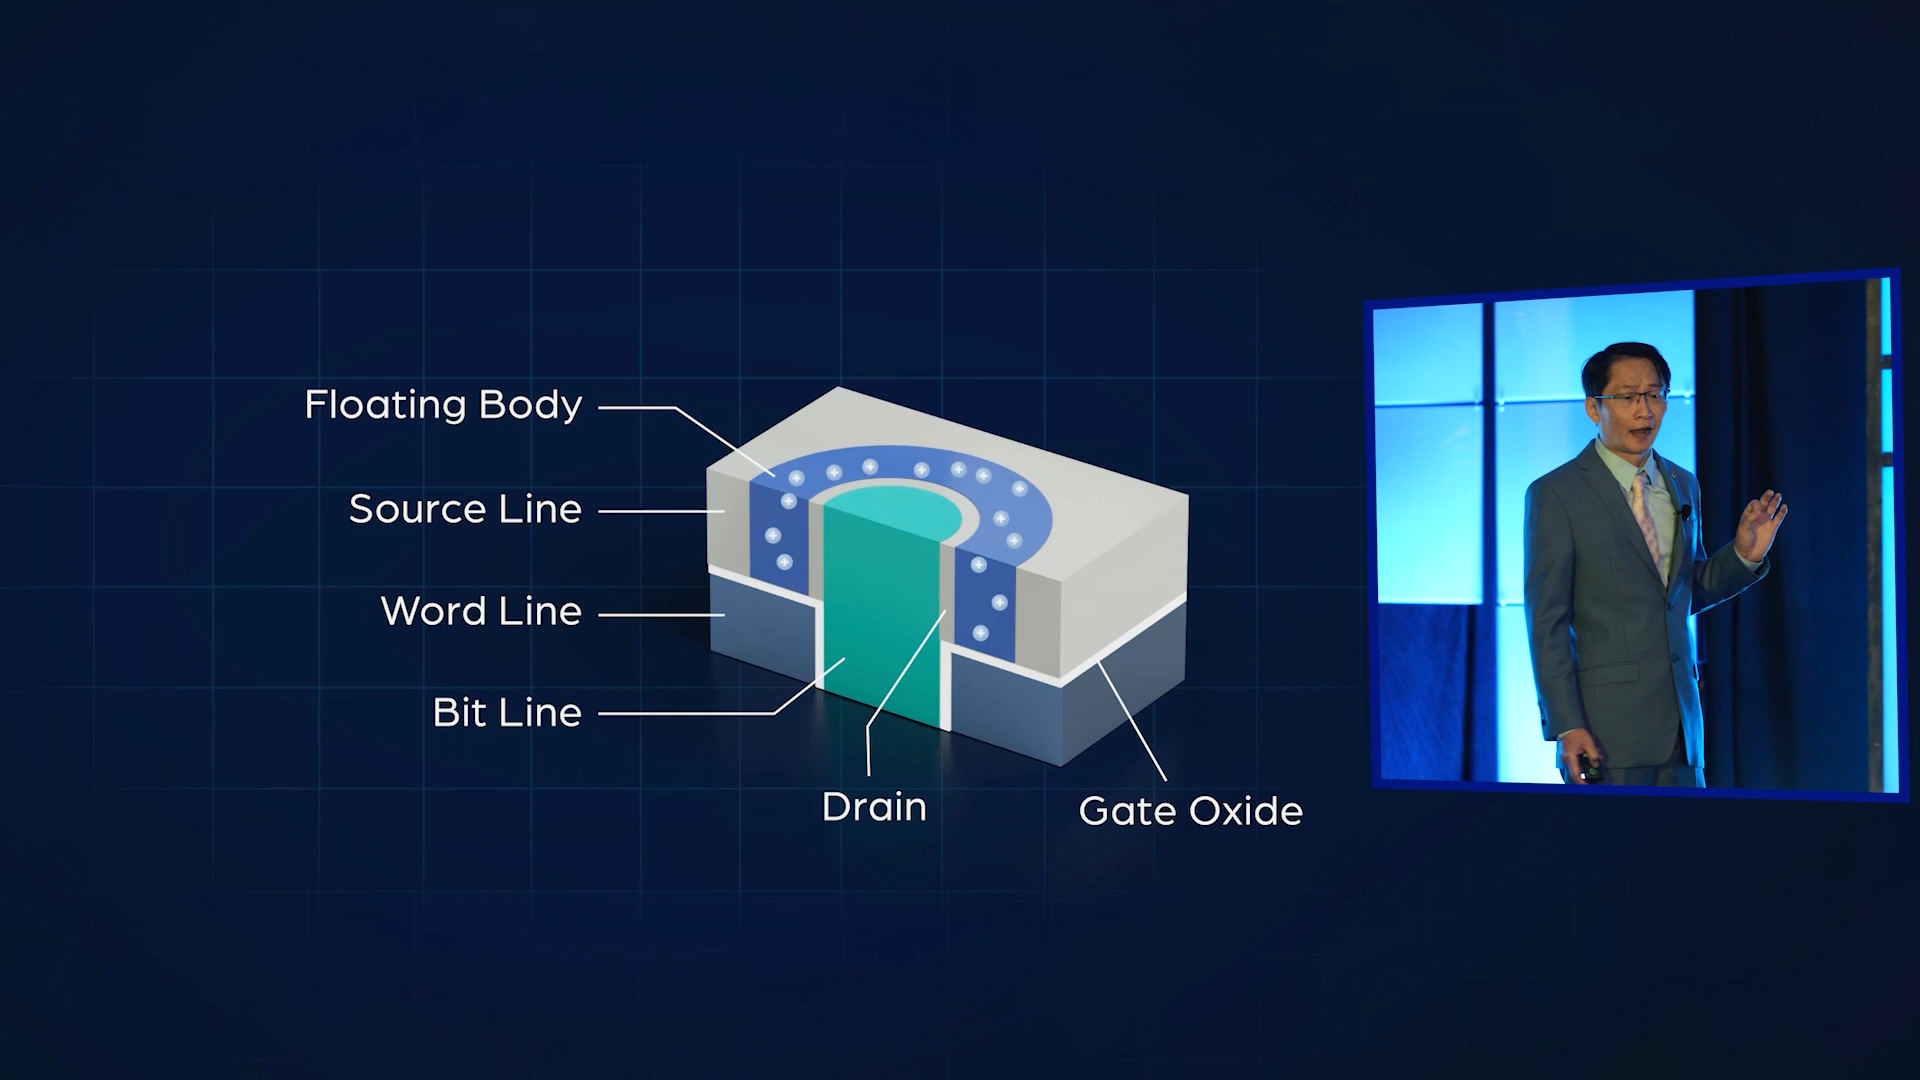 Floating Body
Source Line
Word Line
Bit Line
Drain
Gate Oxide